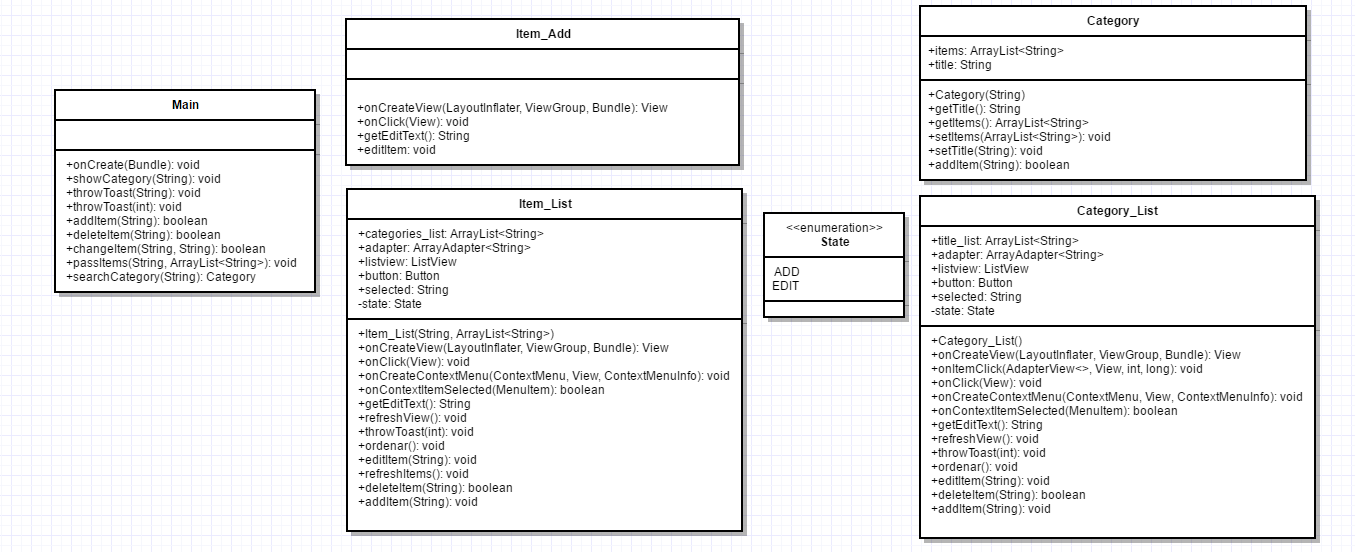 Main
+onCreate(Bundle): void
+showCategory(String): void
+throwToast(String): void
+throwToast(int): void
+addItem(String): boolean
+deleteItem(String): boolean
+changeItem(String, String): boolean
+passItems(String, ArrayList<String>): void
+searchCategory(String): Category
Item_Add
+onCreateView(LayoutInflater, ViewGroup, Bundle): View
+onClick(View): void
+getEditText(): String
+editItem: void
Item_List
+categories_list: ArrayList<String>
+adapter: ArrayAdapter<String>
+listview: ListView
+button: Button
+selected: String
-state: State
+Item_List(String, ArrayList<String>)
+onCreateView(LayoutInflater, ViewGroup, Bundle): View
+onClick(View): void
+onCreateContextMenu(ContextMenu, View, ContextMenuInfo): void
+onContextItemSelected(MenuItem): boolean
+getEditText(): String
+refreshView(): void
+throwToast(int): void
+ordenar(): void
+editItem(String): void
+refreshItems(): void
+deleteItem(String): boolean
+addItem(String): void
<<enumeration>>
State
ADD
EDIT
Category
+items: ArrayList<String>
+title: String
+Category(String)
+getTitle(): String
+getItems(): ArrayList<String>
+setItems(ArrayList<String>): void
+setTitle(String): void
+addItem(String): boolean
Category_List
+title_list: ArrayList<String>
+adapter: ArrayAdapter<String>
+listview: ListView
+button: Button
+selected: String
-state: State
+Category_List()
+onCreateView(LayoutInflater, ViewGroup, Bundle): View
+onItemClick(AdapterView<>, View, int, long): void
+onClick(View): void
+onCreateContextMenu(ContextMenu, View, ContextMenuInfo): void
+onContextItemSelected(MenuItem): boolean
+getEditText(): String
+refreshView(): void
+throwToast(int): void
+ordenar(): void
+editItem(String): void
+deleteItem(String): boolean
+addItem(String): void